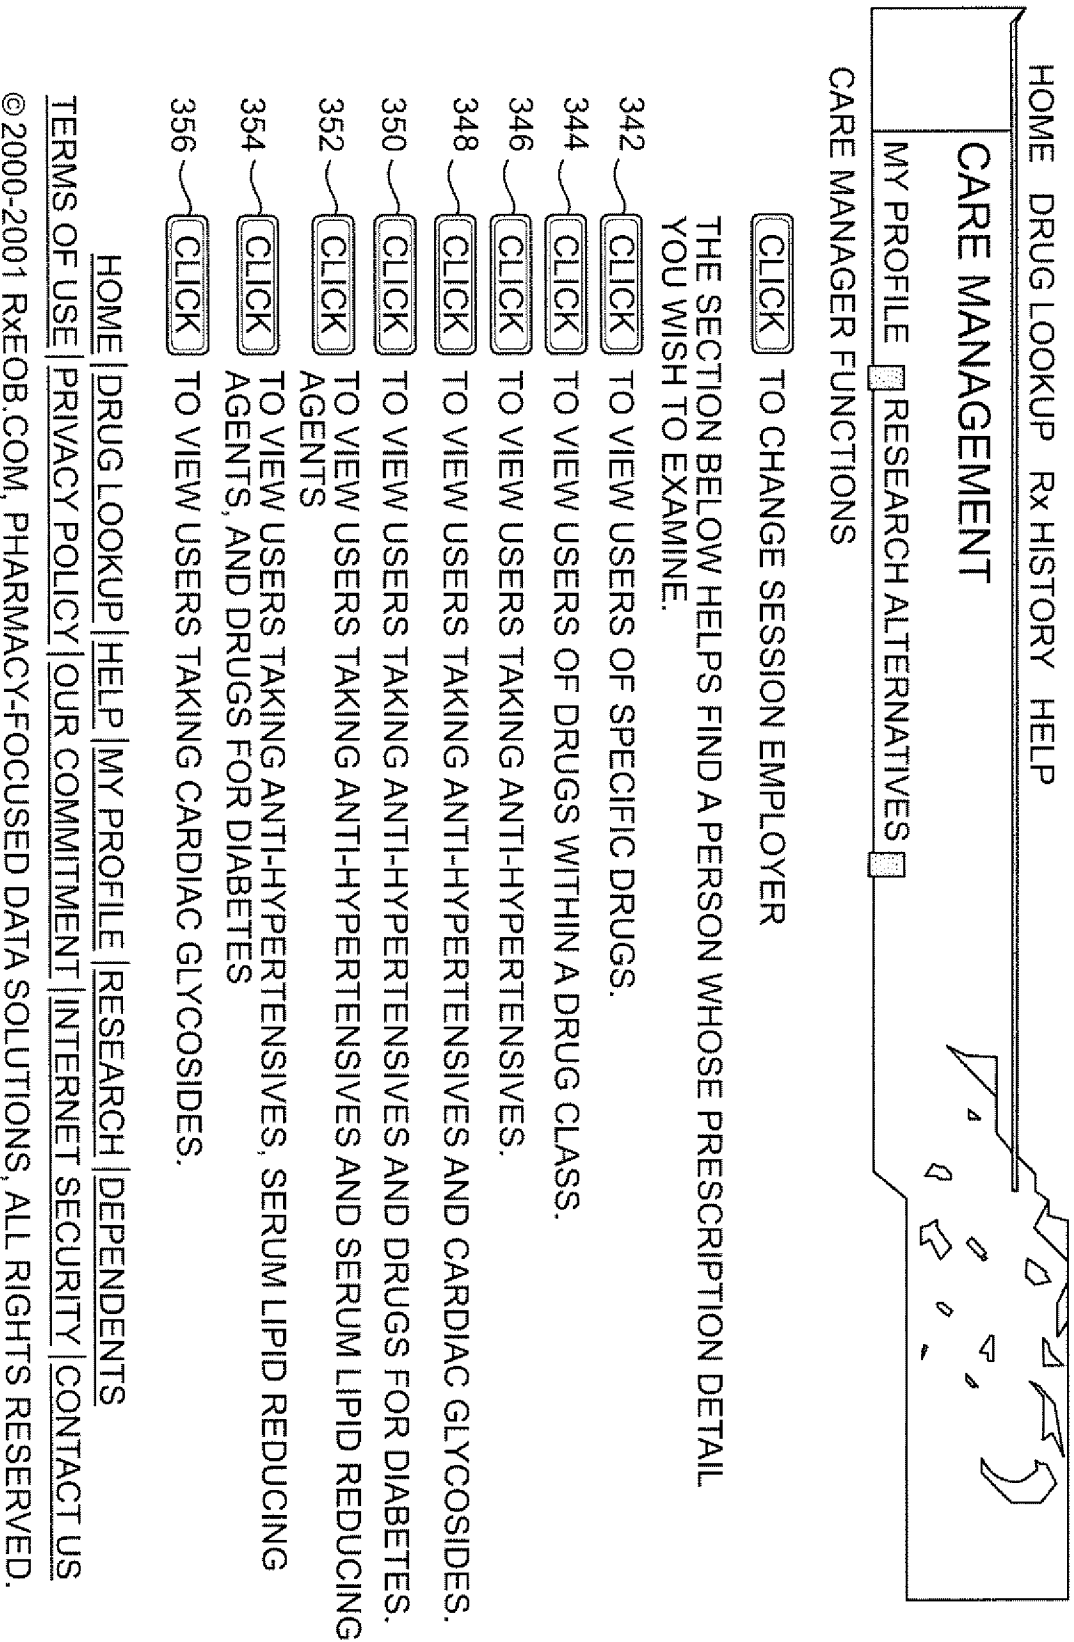 HOME DRUG LOOKUP Rx HISTORY HELP
CARE MANAGEMENT
MY PROFILE RESEARCH ALTERNATIVES
CARE MANAGER FUNCTIONS
CLICK TO CHANGE SESSION EMPLOYER
THE SECTION BELOW HELPS FIND A PERSON WHOSE PRESCRIPTION DETAIL
YOU WISH TO EXAMINE.
342 CLICK TO VIEW USERS OF SPECIFIC DRUGS.
344 CLICK TO VIEW USERS OF DRUGS WITHIN A DRUG CLASS.
346 CLICK TO VIEW USERS TAKING ANTI-HYPERTENSIVES.
348 CLICK TO VIEW USERS TAKING ANTI-HYPERTENSIVES AND CARDIAC GLYCOSIDES.
350 CLICK TO VIEW USERS TAKING ANTI-HYPERTENSIVES AND DRUGS FOR DIABETES.
352 CLICK TO VIEW USERS TAKING ANTI-HYPERTENSIVES AND SERUM LIPID REDUCING
AGENTS
354 CLICK TO VIEW USERS TAKING ANTI-HYPERTENSIVES, SERUM LIPID REDUCING
AGENTS, AND DRUGS FOR DIABETES
356 CLICK TO VIEW USERS TAKING CARDIAC GLYCOSIDES.
HOME | DRUG LOOKUP | HELP | MY PROFILE | RESEARCH | DEPENDENTS
TERMS OF USE | PRIVACY POLICY | OUR COMMITMENT | INTERNET SECURITY | CONTACT US
©2000-2001 RxEOB.COM, PHARMACY-FOCUSED DATA SOLUTIONS, ALL RIGHTS RESERVED.